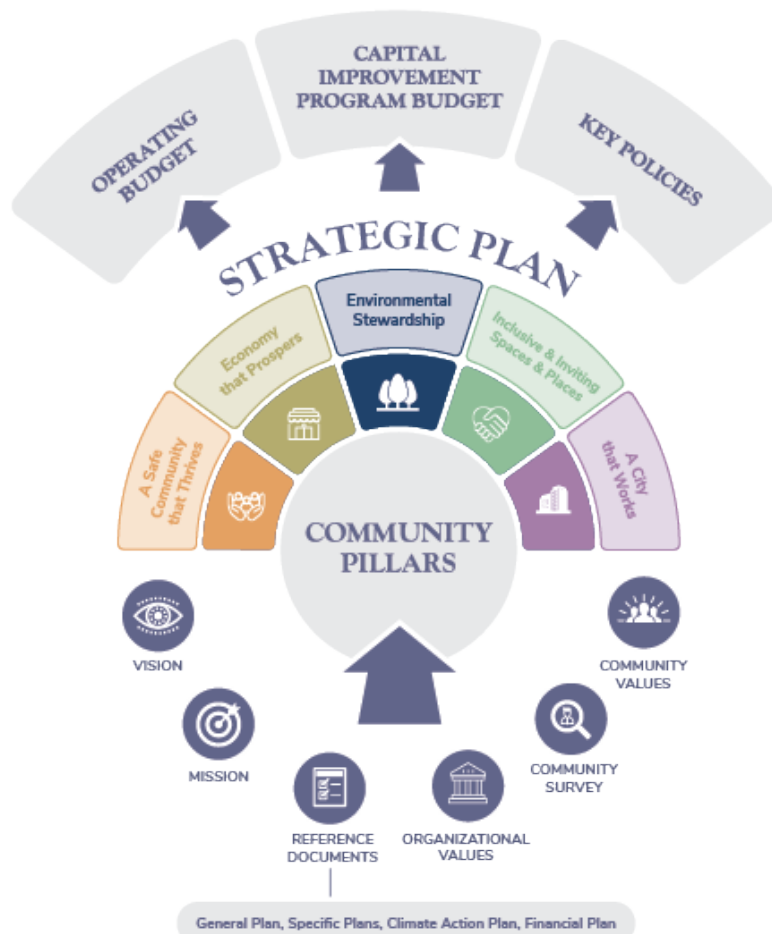 CAPITAL
IMPROVEMENT
PROGRAM BUDGET
OPERATING
BUDGET
KEY POLICIES
STRATEGIC PLAN
Environmental
Stewardship
Economy
that Prospers
Inclusive & Inviting
Spaces & Places
A Safe
Community
that Thrives
A City
that Works
COMMUNITY
PILLARS
VISION
COMMUNITY
VALUES
MISSION
COMMUNITY
SURVEY
REFERENCE
DOCUMENTS
ORGANIZATIONAL
VALUES
General Plan, Specific Plans, Climate Action Plan, Financial Plan